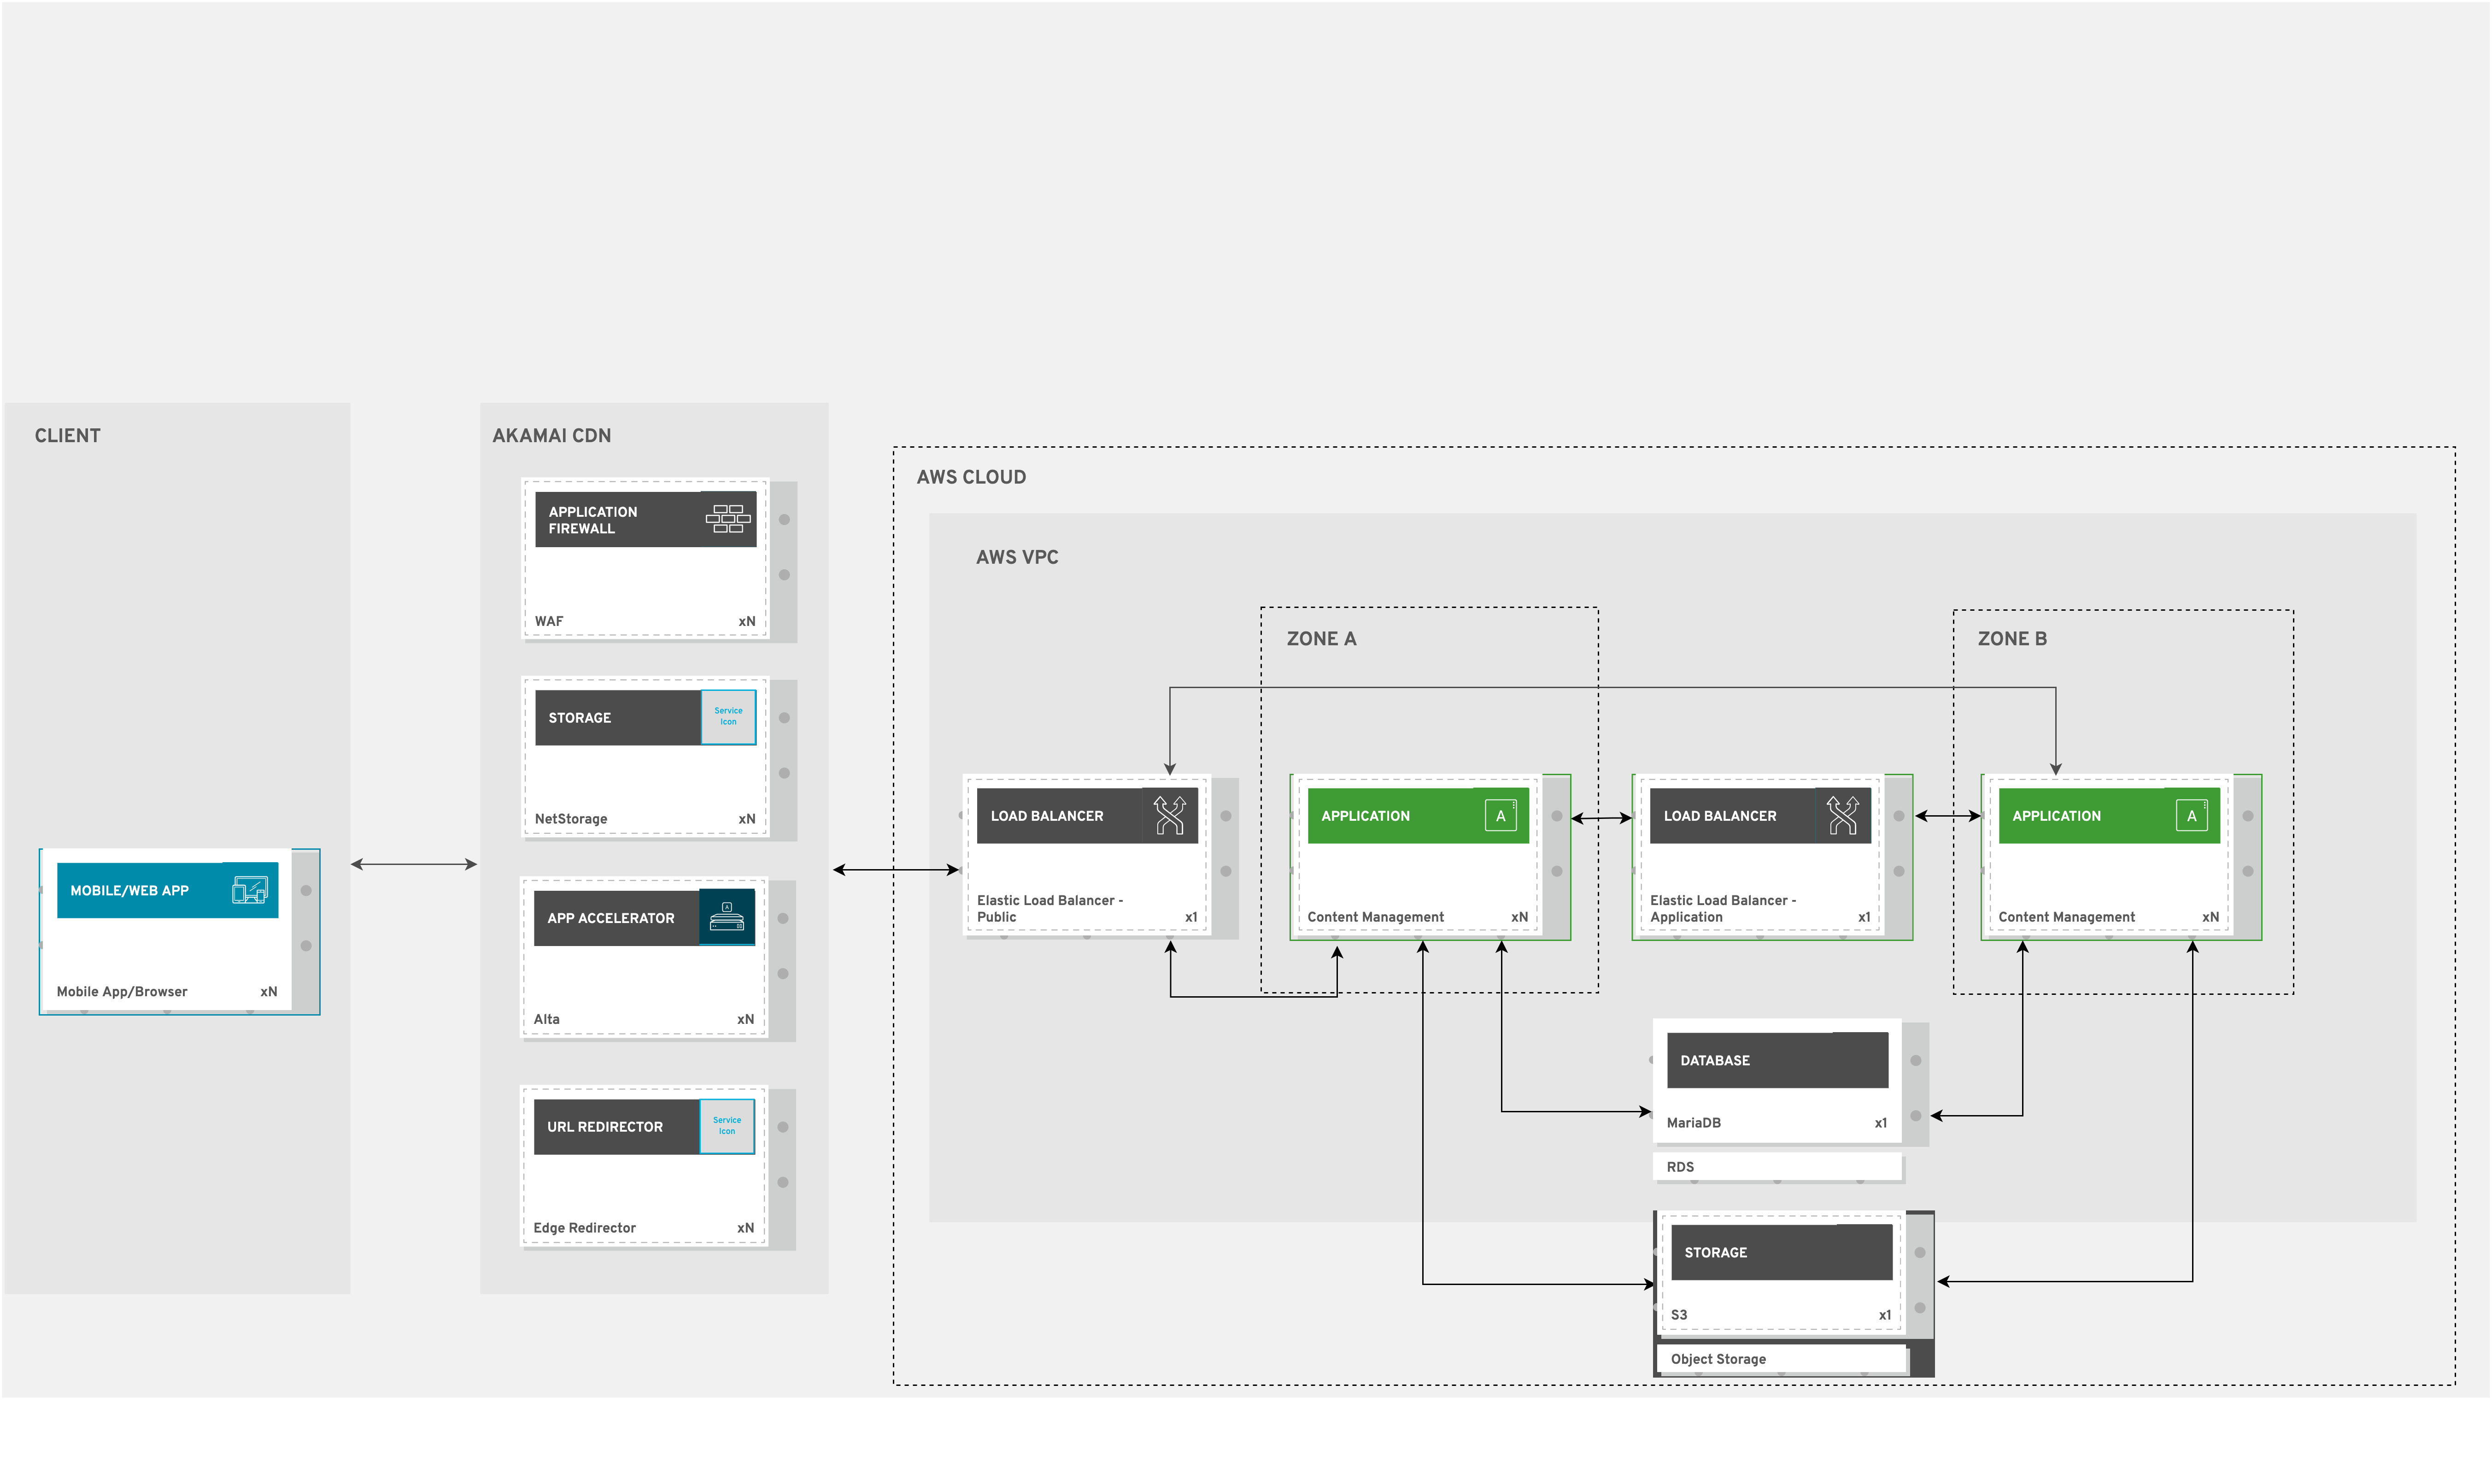 CLIENT
MOBILE/WEB APP
Mobile App/Browser
xN
AKAMAI CDN
APPLICATION
FIREWALL
WAF
xN
STORAGE
Service
Icon
NetStorage
xN
APP ACCELERATOR
A
Alta
xN
URL REDIRECTOR
Service
Icon
Edge Redirector
xN
AWS CLOUD
AWS VPC
LOAD BALANCER
Elastic Load Balancer -
Public
x1
ZONE A
APPLICATION
A
Content Management
xN
LOAD BALANCER
Elastic Load Balancer -
Application
x1
ZONE B
APPLICATION
A
Content Management
xN
DATABASE
MariaDB
x1
RDS
STORAGE
S3
x1
Object Storage